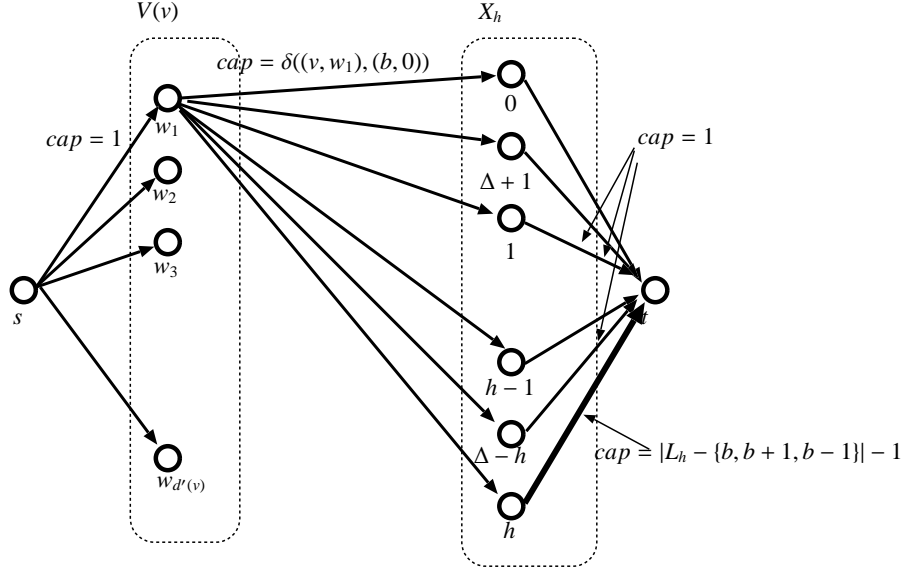 V(v)
X_h
cap = δ((v, w_1), (b, 0))
0
w_1
cap = 1
cap = 1
Δ + 1
w_2
1
w_3
s
t
h − 1
Δ − h
cap = |L_h − {b, b + 1, b − 1}| − 1
w_{d′(v)}
h